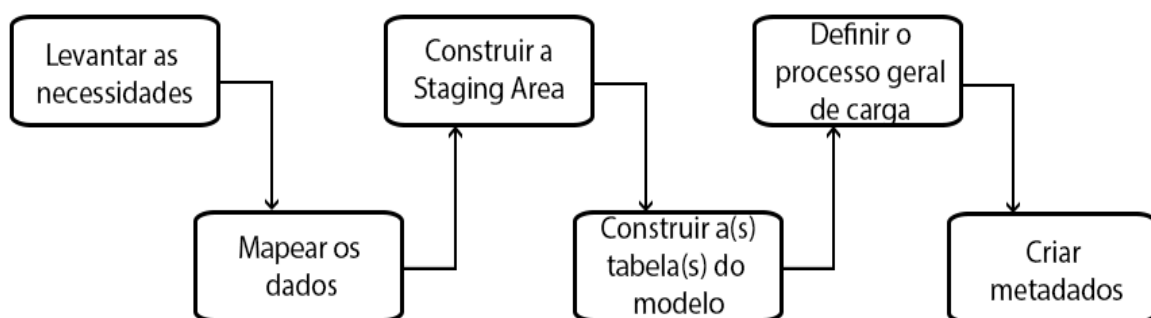 Levantar as
necessidades
Mapear os
dados
Construir a
Staging Area
Construir a(s)
tabela(s) do
modelo
Definir o
processo geral
de carga
Criar
metadados